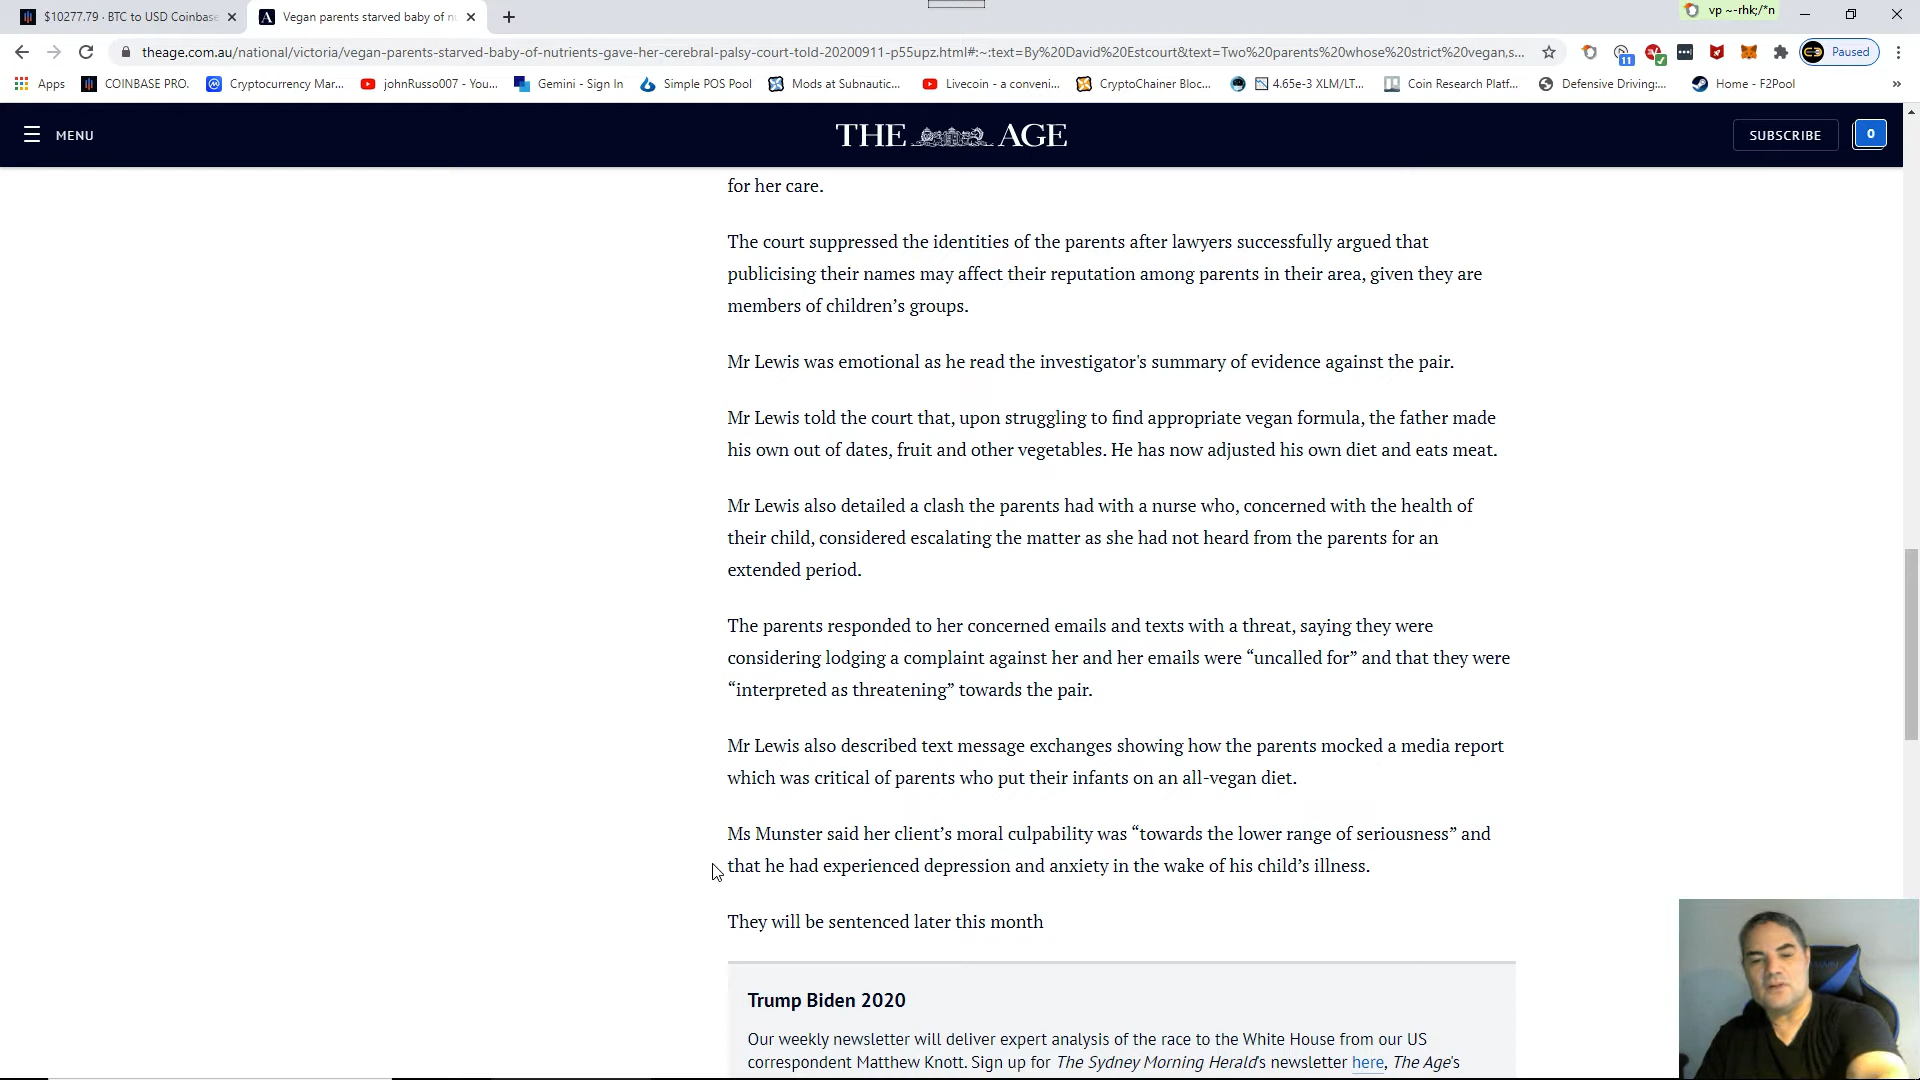 $10277.79 · BTC to USD Coinbase
Vegan parents starved baby of nu
vp ~-rhk;/*n
theage.com.au/national/victoria/vegan-parents-starved-baby-of-nutrients-gave-her-cerebral-palsy-court-told-20200911-p55upz.html#:~:text=By%20David%20Estcourt&text=Two%20parents%20whose%20strict%20vegan,s...
11
Paused
Apps
COINBASE PRO.
Cryptocurrency Mar...
johnRusso007 - You...
Gemini - Sign In
Simple POS Pool
Mods at Subnautic...
Livecoin - a conveni...
CryptoChainer Bloc...
4.65e-3 XLM/LT...
Coin Research Platf...
Defensive Driving:...
Home - F2Pool
MENU
THE AGE
SUBSCRIBE
0
for her care.
The court suppressed the identities of the parents after lawyers successfully argued that
publicising their names may affect their reputation among parents in their area, given they are
members of children’s groups.
Mr Lewis was emotional as he read the investigator's summary of evidence against the pair.
Mr Lewis told the court that, upon struggling to find appropriate vegan formula, the father made
his own out of dates, fruit and other vegetables. He has now adjusted his own diet and eats meat.
Mr Lewis also detailed a clash the parents had with a nurse who, concerned with the health of
their child, considered escalating the matter as she had not heard from the parents for an
extended period.
The parents responded to her concerned emails and texts with a threat, saying they were
considering lodging a complaint against her and her emails were “uncalled for” and that they were
“interpreted as threatening” towards the pair.
Mr Lewis also described text message exchanges showing how the parents mocked a media report
which was critical of parents who put their infants on an all-vegan diet.
Ms Munster said her client’s moral culpability was “towards the lower range of seriousness” and
that he had experienced depression and anxiety in the wake of his child’s illness.
They will be sentenced later this month
Trump Biden 2020
Our weekly newsletter will deliver expert analysis of the race to the White House from our US
correspondent Matthew Knott. Sign up for The Sydney Morning Herald's newsletter here, The Age's